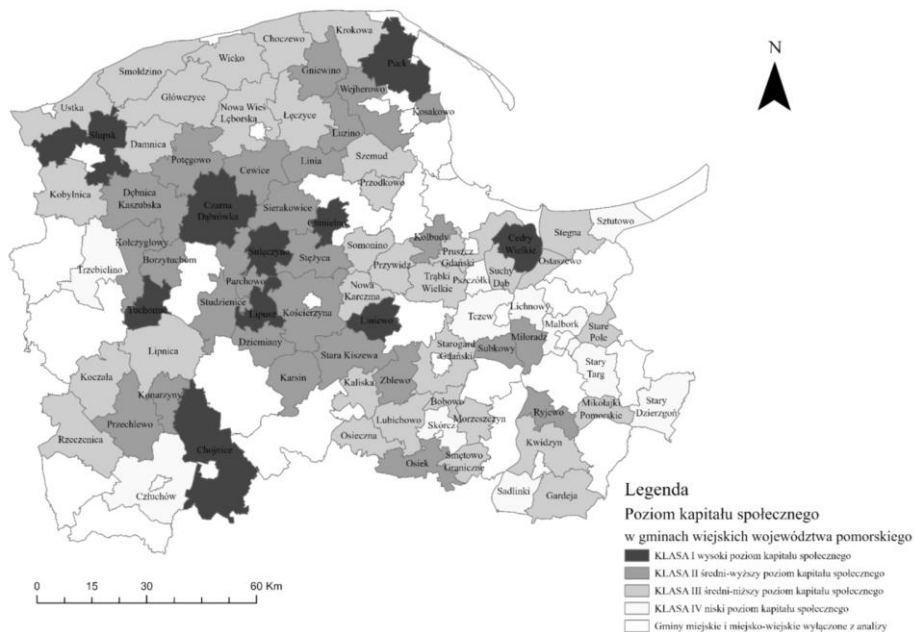 Choczewo
Krokowa
N
Wicko
Puck
Smołdzino
Gniewino
Wejherowo
Główczyce
Ustka
Nowa Wieś
Lęborska
Łęczyce
Kosakowo
Słupsk
Luzino
Damnica
Potęgowo
Szemud
Cewice
Linia
Przodkowo
Kobylnica
Dębnica
Kaszubska
Czarna
Dąbrówka
Sierakowice
Chmielno
Sztutowo
Kołczygłowy
Kolbudy
Cedry
Wielkie
Stegna
Sulęczyno
Somonino
Pruszcz
Gdański
Borzytuchom
Stężyca
Ostaszewo
Trzebielino
Przywidz
Suchy
Dąb
Parchowo
Trąbki
Wielkie
Pszczółki
Nowa
Karczma
Tuchomie
Studzienice
Lipusz
Kościerzyna
Liniewo
Tczew
Lichnowy
Malbork
Stare
Pole
Miłoradz
Dziemiany
Starogard
Gdański
Subkowy
Lipnica
Stara Kiszewa
Stary
Targ
Karsin
Koczała
Kaliska
Zblewo
Konarzyny
Bobowo
Ryjewo
Mikołajki
Pomorskie
Stary
Dzierzgoń
Przechlewo
Lubichowo
Skórcz
Morzeszczyn
Rzeczenica
Osieczna
Kwidzyn
Chojnice
Smętowo
Graniczne
Osiek
Człuchów
Sadlinki
Gardeja
Legenda
Poziom kapitału społecznego
w gminach wiejskich województwa pomorskiego
KLASA I wysoki poziom kapitału społecznego
KLASA II średni-wyższy poziom kapitału społecznego
KLASA III średni-niższy poziom kapitału społecznego
KLASA IV niski poziom kapitału społecznego
Gminy miejskie i miejsko-wiejskie wyłączone z analizy
0 15 30 60 Km